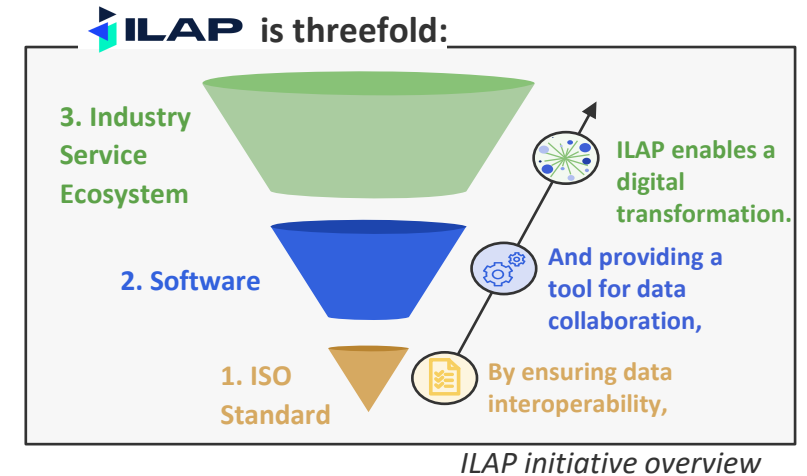 ILAP is threefold:
3. Industry
Service
Ecosystem
ILAP enables a
digital
transformation.
2. Software
And providing a
tool for data
collaboration,
1. ISO
Standard
By ensuring data
interoperability,
ILAP initiative overview